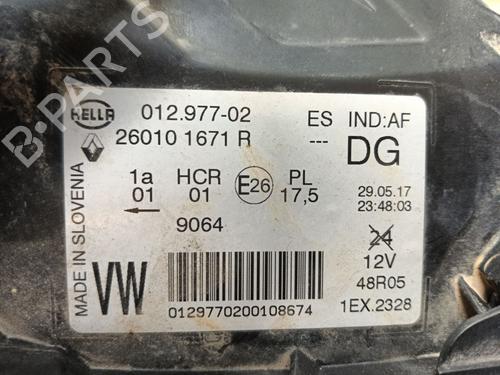 B-PARTS
HELLA 012.977-02 ES IND:AF
26010 1671 R --- DG
1a HCR E26 PL 29.05.17
01 01 17,5 23:48:03
9064 24
12V
VW 48R05
0129770200108674 1EX.2328
MADE IN SLOVENIA